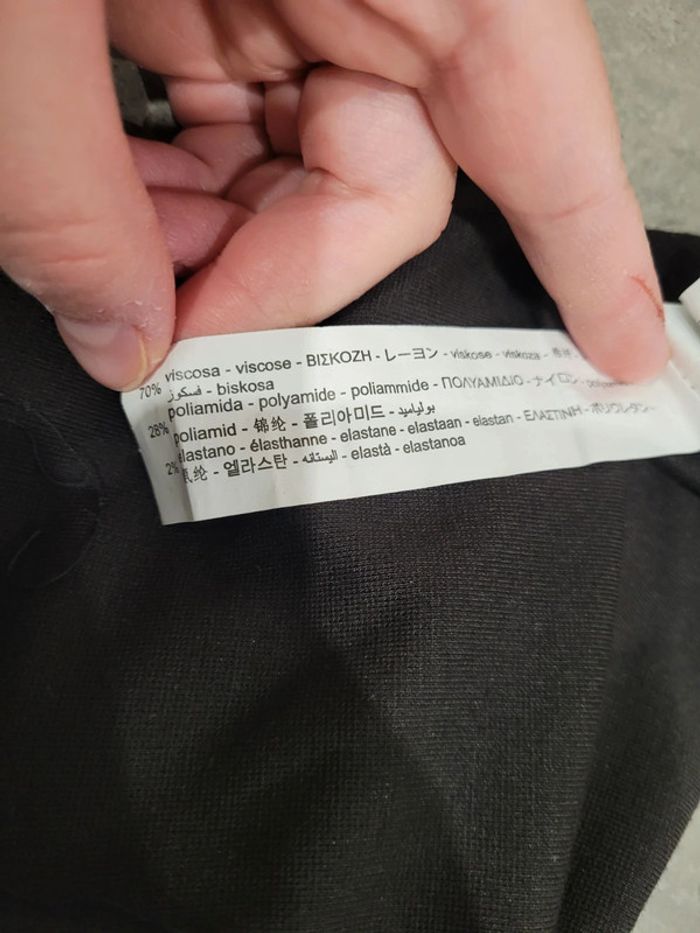 70% viscosa - viscose - ΒΙΣΚΟΖΗ - レーヨン - viskose - viskoza -
فسكوز - biskosa
28% poliamida - polyamide - poliammide - ΠΟΛΥΑΜΙΔΙΟ - ナイロン -
poliamid - 锦纶 - 폴리아미드 - بولياميد
2% elastano - élasthanne - elastane - elastaan - elastan - ΕΛΑΣΤΙΝΗ - ポリウレタン -
氨纶 - 엘라스탄 - اليستانه - elastà - elastanoa